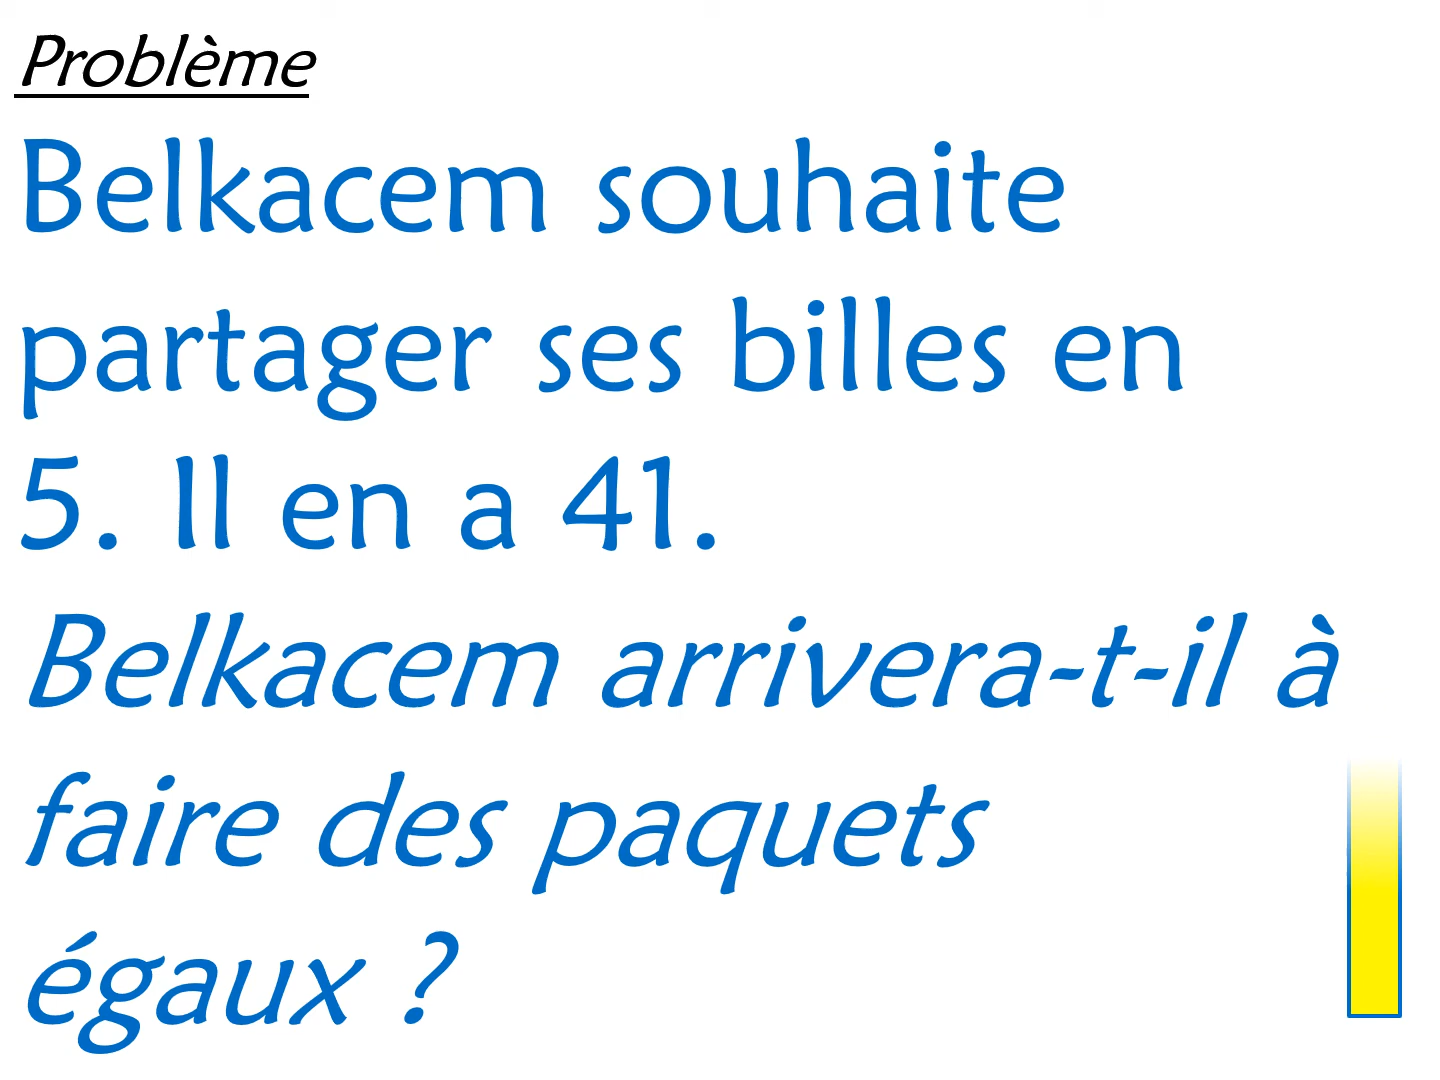 Problème
Belkacem souhaite
partager ses billes en
5. Il en a 41.
Belkacem arrivera-t-il à
faire des paquets
égaux ?